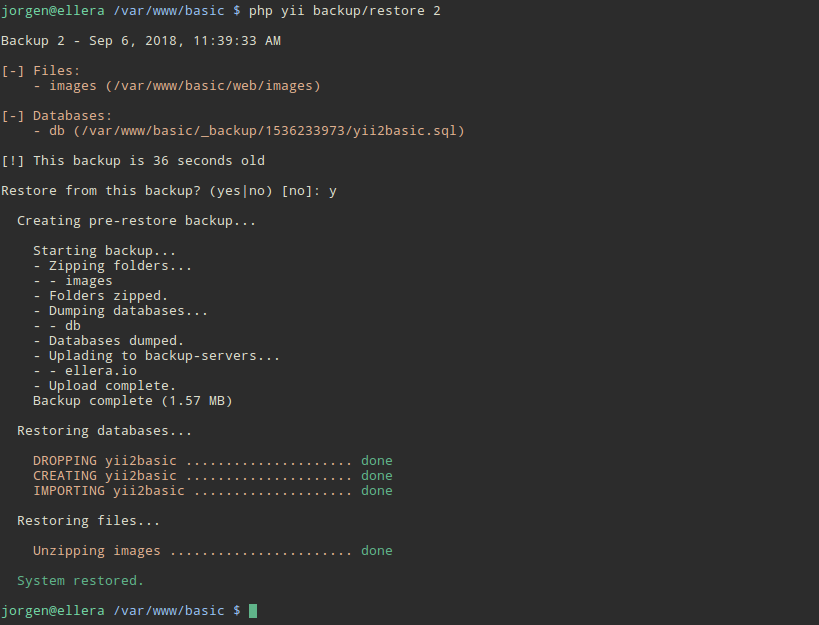 jorgen@ellera /var/www/basic $ php yii backup/restore 2
Backup 2 - Sep 6, 2018, 11:39:33 AM
[-] Files:
- images (/var/www/basic/web/images)
[-] Databases:
- db (/var/www/basic/_backup/1536233973/yii2basic.sql)
[!] This backup is 36 seconds old
Restore from this backup? (yes|no) [no]: y
Creating pre-restore backup...
Starting backup...
- Zipping folders...
- - images
- Folders zipped.
- Dumping databases...
- - db
- Databases dumped.
- Uplading to backup-servers...
- - ellera.io
- Upload complete.
Backup complete (1.57 MB)
Restoring databases...
DROPPING yii2basic ..................... done
CREATING yii2basic ..................... done
IMPORTING yii2basic .................... done
Restoring files...
Unzipping images ....................... done
System restored.
jorgen@ellera /var/www/basic $